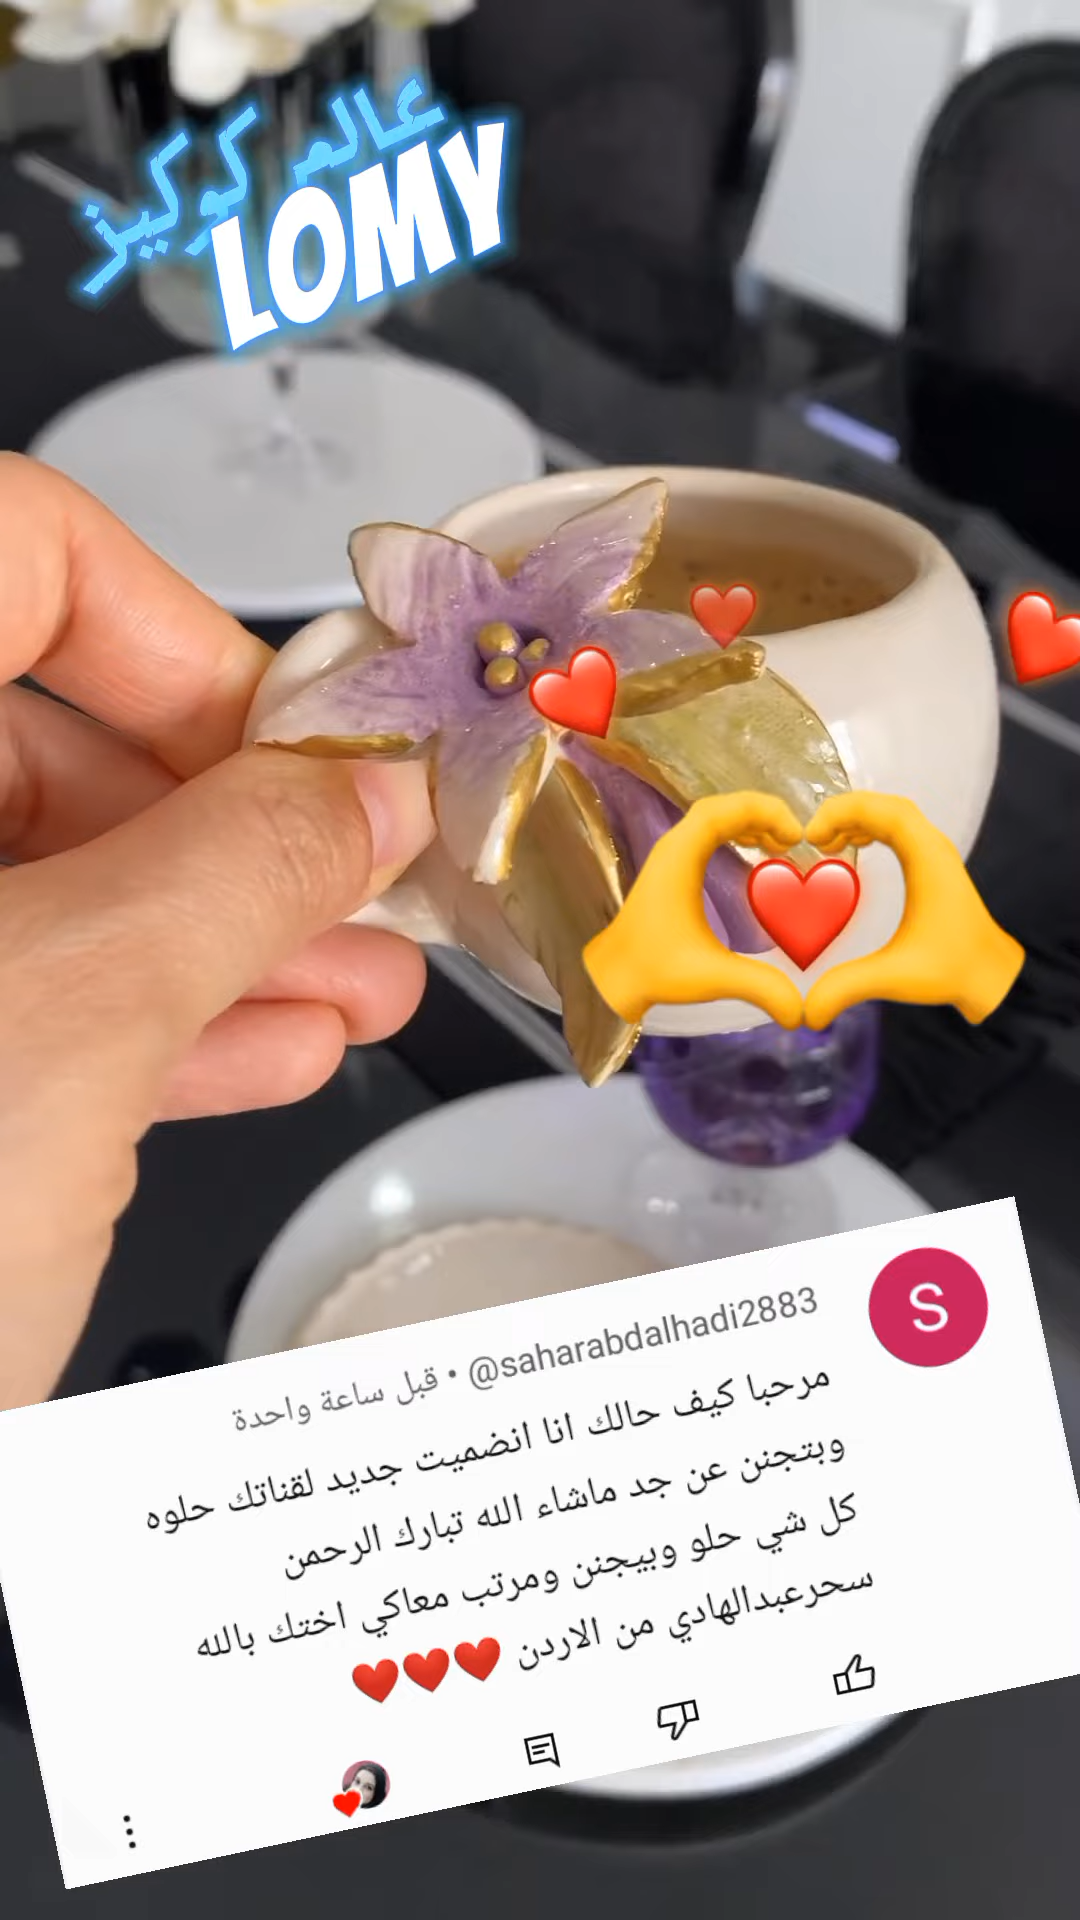 عالم كوكيز
LOMY
@saharabdalhadi2883 • قبل ساعة واحدة
S
مرحبا كيف حالك انا انضميت جديد لقناتك حلوه
وبتجنن عن جد ماشاء الله تبارك الرحمن
كل شي حلو وبيجنن ومرتب معاكي اختك بالله
سحرعبدالهادي من الاردن ❤️❤️❤️